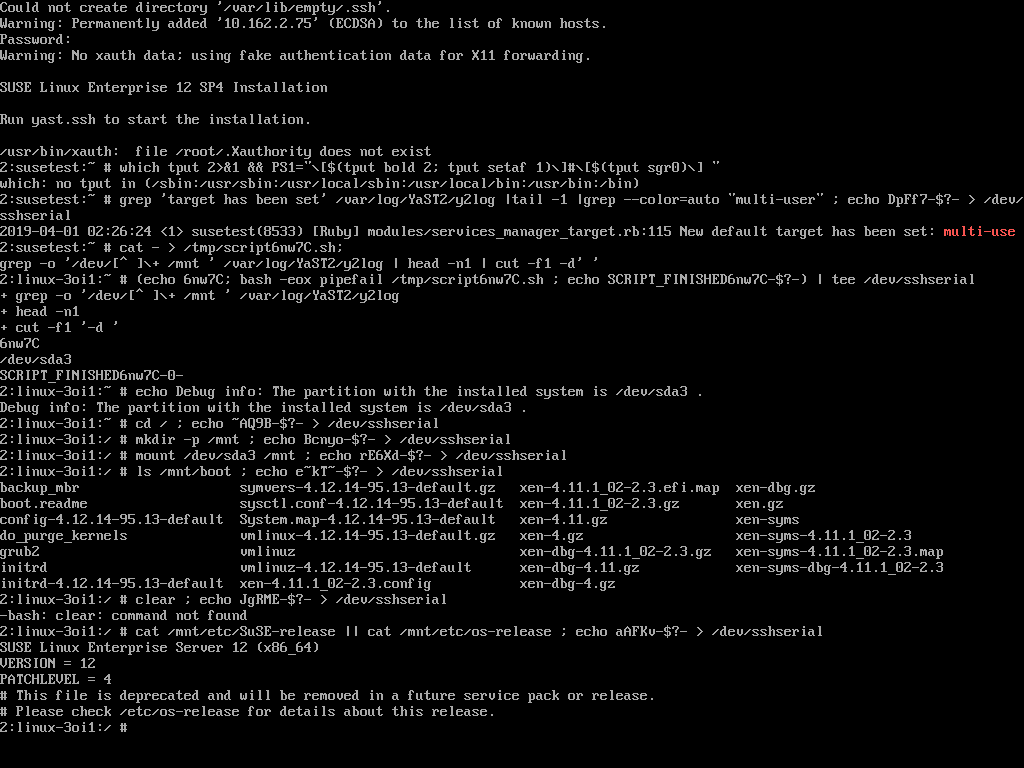 Could not create directory '/var/lib/empty/.ssh'.
Warning: Permanently added '10.162.2.75' (ECDSA) to the list of known hosts.
Password:
Warning: No xauth data; using fake authentication data for X11 forwarding.
SUSE Linux Enterprise 12 SP4 Installation
Run yast.ssh to start the installation.
/usr/bin/xauth:  file /root/.Xauthority does not exist
2:susetest:~ # which tput 2>&1 && PS1="\[$(tput bold 2; tput setaf 1)\]#\[$(tput sgr0)\] "
which: no tput in (/sbin:/usr/sbin:/usr/local/sbin:/usr/local/bin:/usr/bin:/bin)
2:susetest:~ # grep 'target has been set' /var/log/YaST2/y2log |tail -1 |grep --color=auto "multi-user" ; echo DpFf7-$?- > /dev/
sshserial
2019-04-01 02:26:24 <1> susetest(8533) [Ruby] modules/services_manager_target.rb:115 New default target has been set: multi-use
2:susetest:~ # cat - > /tmp/script6nw7C.sh;
grep -o '/dev/[^ ]\+ /mnt ' /var/log/YaST2/y2log | head -n1 | cut -f1 -d' '
2:linux-3oi1:~ # (echo 6nw7C; bash -eox pipefail /tmp/script6nw7C.sh ; echo SCRIPT_FINISHED6nw7C-$?-) | tee /dev/sshserial
+ grep -o '/dev/[^ ]\+ /mnt ' /var/log/YaST2/y2log
+ head -n1
+ cut -f1 '-d '
6nw7C
/dev/sda3
SCRIPT_FINISHED6nw7C-0-
2:linux-3oi1:~ # echo Debug info: The partition with the installed system is /dev/sda3 .
Debug info: The partition with the installed system is /dev/sda3 .
2:linux-3oi1:~ # cd / ; echo ~AQ9B-$?- > /dev/sshserial
2:linux-3oi1:/ # mkdir -p /mnt ; echo Bcnyo-$?- > /dev/sshserial
2:linux-3oi1:/ # mount /dev/sda3 /mnt ; echo rE6Xd-$?- > /dev/sshserial
2:linux-3oi1:/ # ls /mnt/boot ; echo e~kT~-$?- > /dev/sshserial
backup_mbr                    symvers-4.12.14-95.13-default.gz   xen-4.11.1_02-2.3.efi.map  xen-dbg.gz
boot.readme                   sysctl.conf-4.12.14-95.13-default  xen-4.11.1_02-2.3.gz       xen.gz
config-4.12.14-95.13-default  System.map-4.12.14-95.13-default   xen-4.11.gz                xen-syms
do_purge_kernels              vmlinux-4.12.14-95.13-default.gz   xen-4.gz                   xen-syms-4.11.1_02-2.3
grub2                         vmlinuz                            xen-dbg-4.11.1_02-2.3.gz   xen-syms-4.11.1_02-2.3.map
initrd                        vmlinuz-4.12.14-95.13-default      xen-dbg-4.11.gz            xen-syms-dbg-4.11.1_02-2.3
initrd-4.12.14-95.13-default  xen-4.11.1_02-2.3.config           xen-dbg-4.gz
2:linux-3oi1:/ # clear ; echo JgRME-$?- > /dev/sshserial
-bash: clear: command not found
2:linux-3oi1:/ # cat /mnt/etc/SuSE-release || cat /mnt/etc/os-release ; echo aAFKv-$?- > /dev/sshserial
SUSE Linux Enterprise Server 12 (x86_64)
VERSION = 12
PATCHLEVEL = 4
# This file is deprecated and will be removed in a future service pack or release.
# Please check /etc/os-release for details about this release.
2:linux-3oi1:/ #